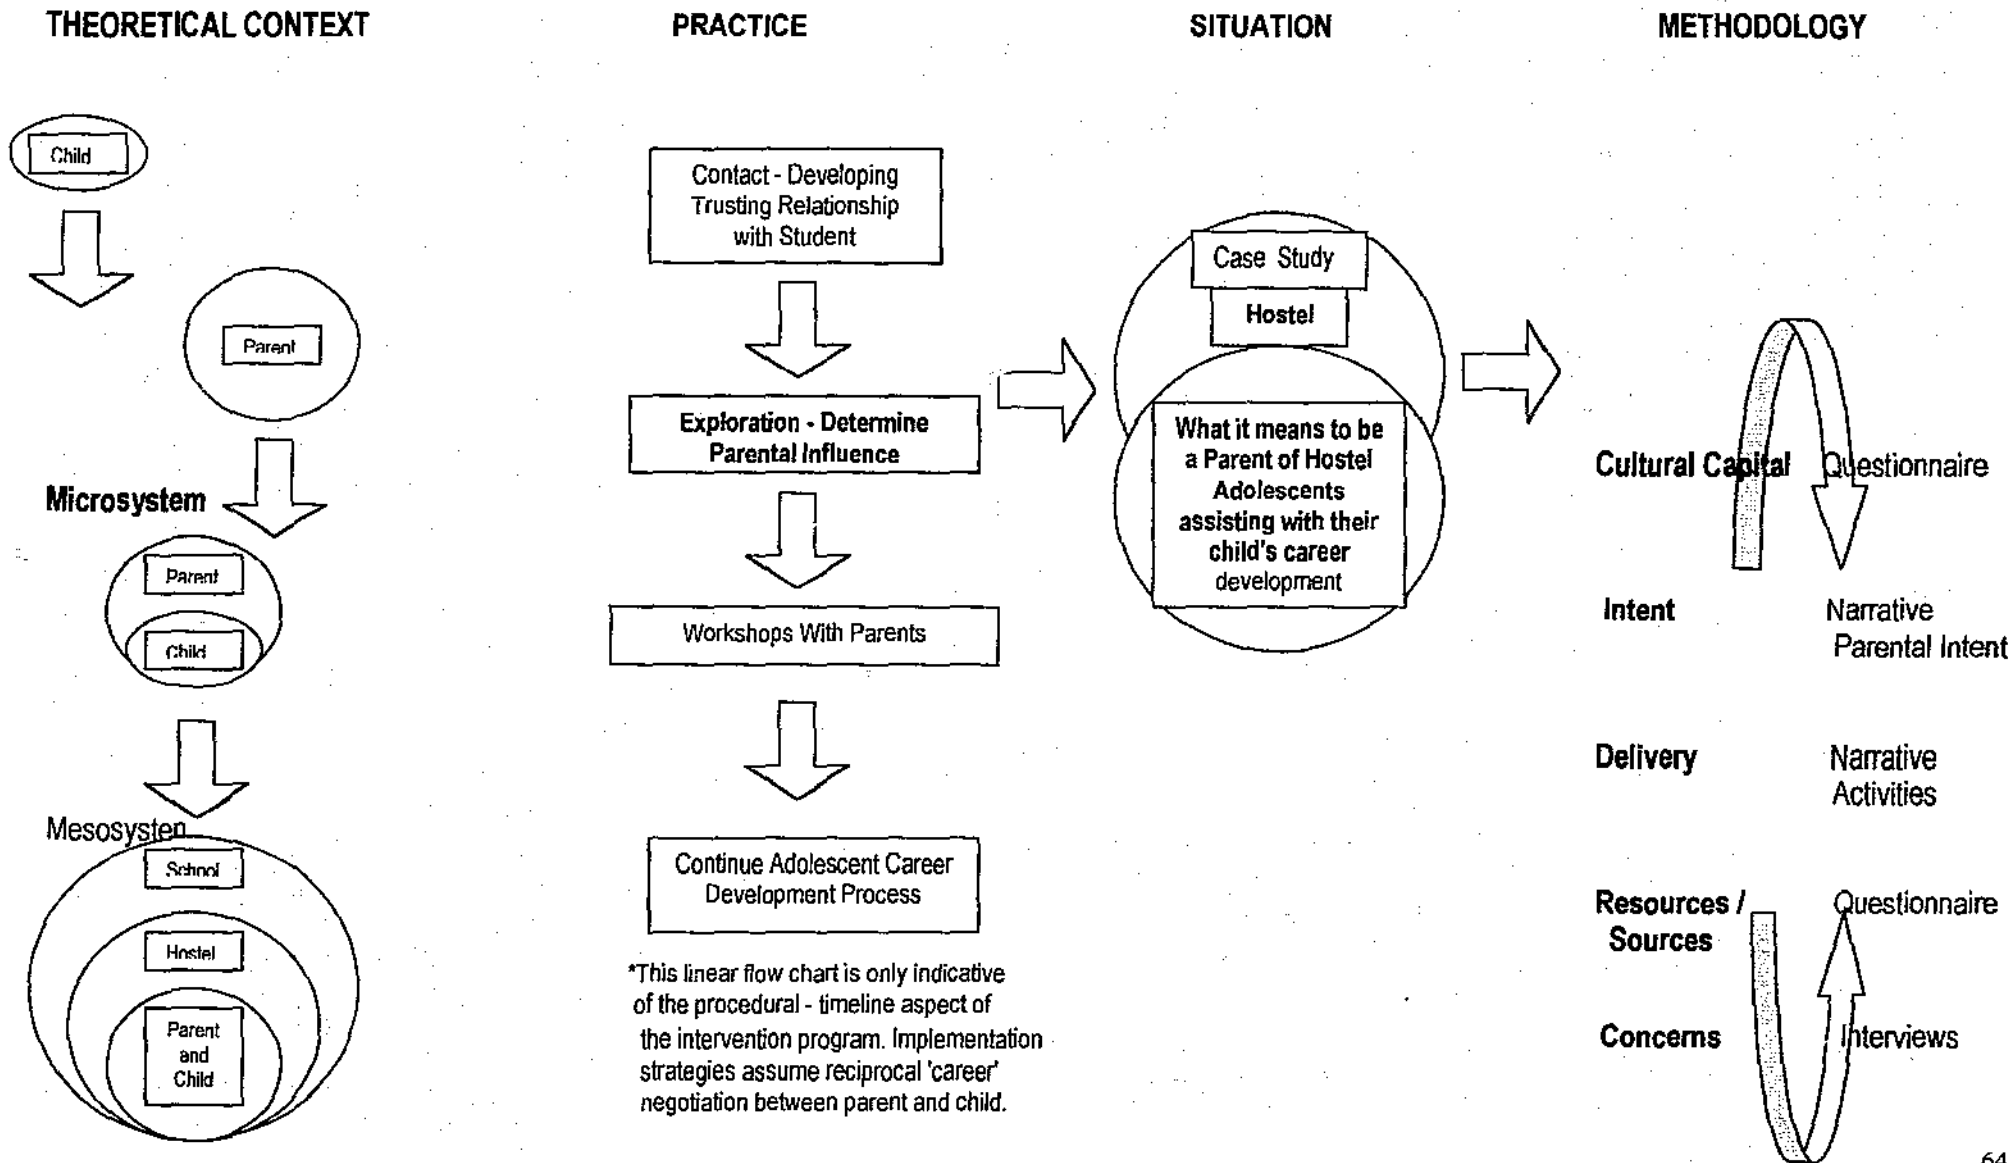 THEORETICAL CONTEXT
PRACTICE
SITUATION
METHODOLOGY
Child
Parent
Microsystem
Parent
Child
Mesosysten
School
Hostel
Parent
and
Child
Contact - Developing
Trusting Relationship
with Student
Exploration - Determine
Parental Influence
Workshops With Parents
Continue Adolescent Career
Development Process
*This linear flow chart is only indicative
of the procedural - timeline aspect of
the intervention program. Implementation
strategies assume reciprocal 'career'
negotiation between parent and child.
Case Study
Hostel
What it means to be
a Parent of Hostel
Adolescents
assisting with their
child's career
development
Cultural Capital Questionnaire
Intent Narrative
Parental Intent
Delivery Narrative
Activities
Resources / Questionnaire
Sources
Concerns Interviews
64